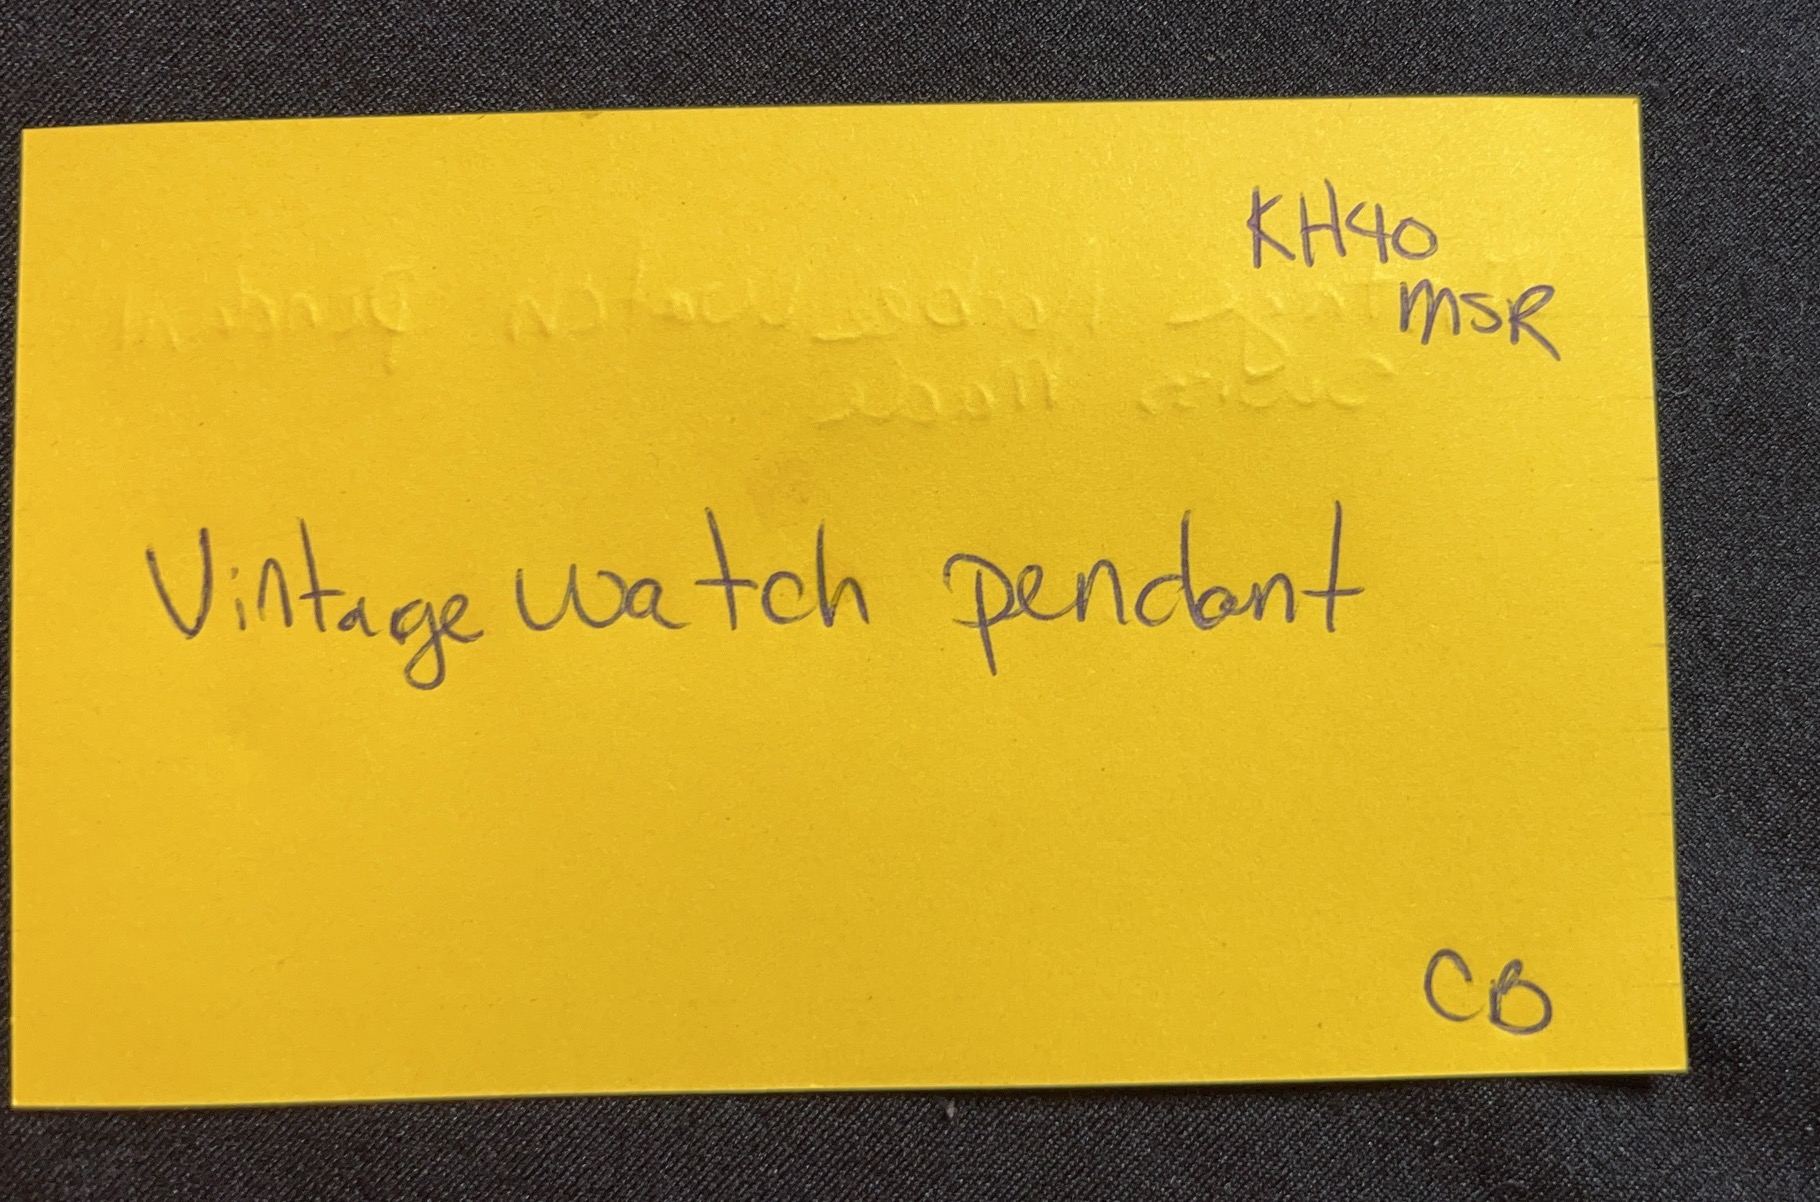 KH40
MSR
Vintage watch pendant
CB